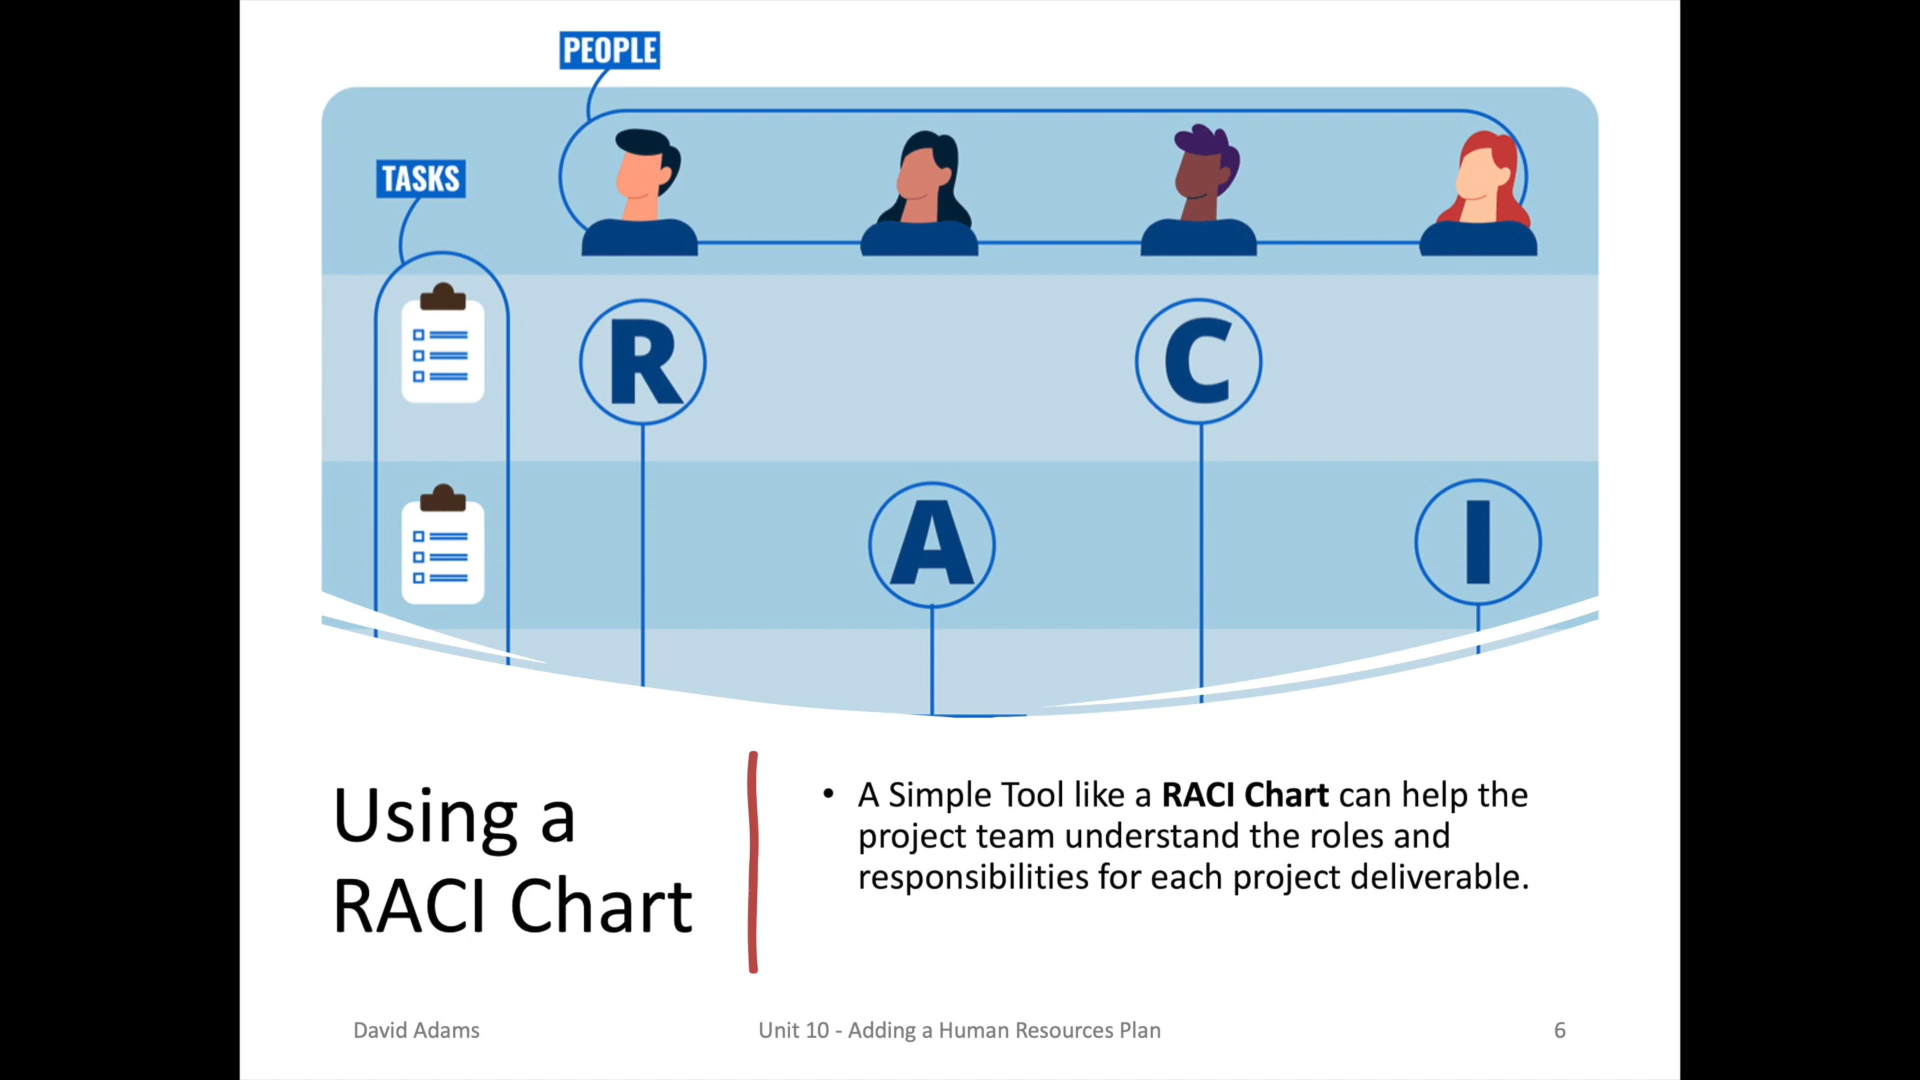 PEOPLE
TASKS
R
C
A
I
Using a
RACI Chart
• A Simple Tool like a RACI Chart can help the
project team understand the roles and
responsibilities for each project deliverable.
David Adams
Unit 10 - Adding a Human Resources Plan
6